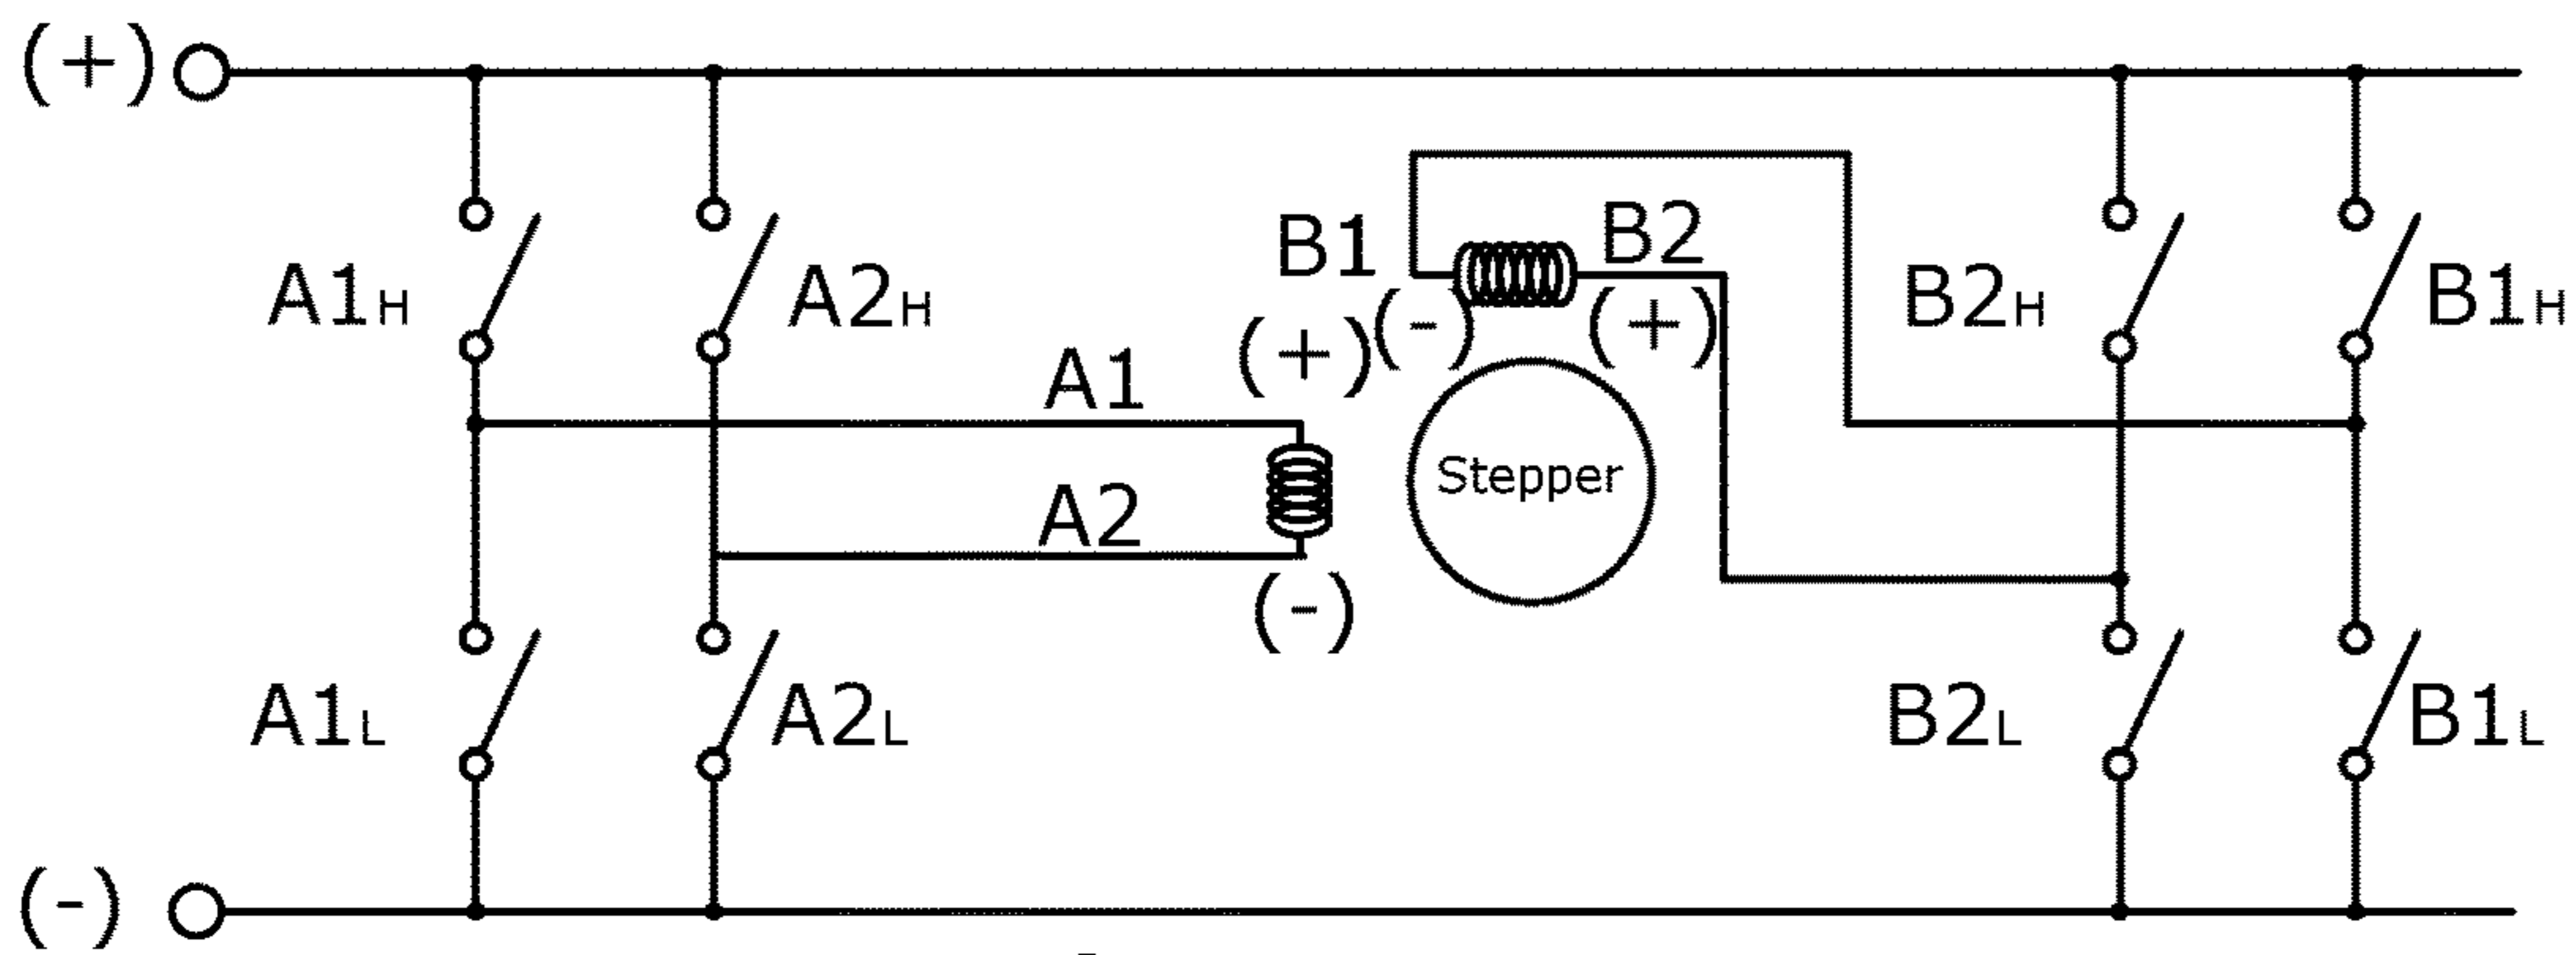 (+)
A1H
A2H
B1
B2
B2H
B1H
(+)
(-)
(+)
A1
Stepper
A2
(-)
A1L
A2L
B2L
B1L
(-)